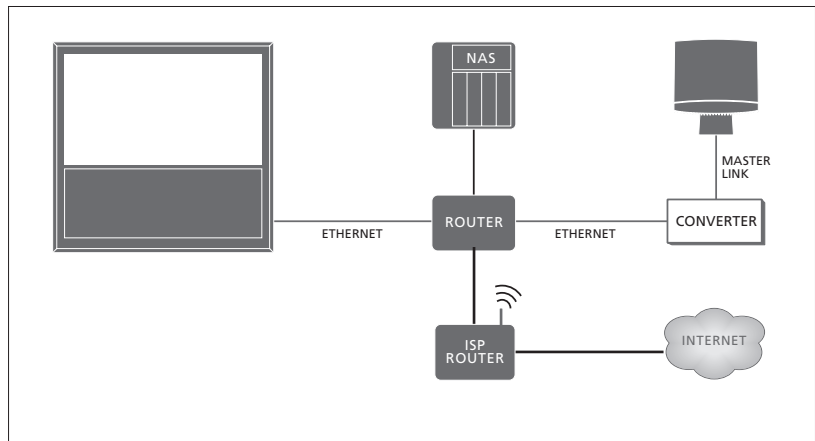 NAS
MASTER
LINK
ETHERNET
ROUTER
ETHERNET
CONVERTER
ISP
ROUTER
INTERNET